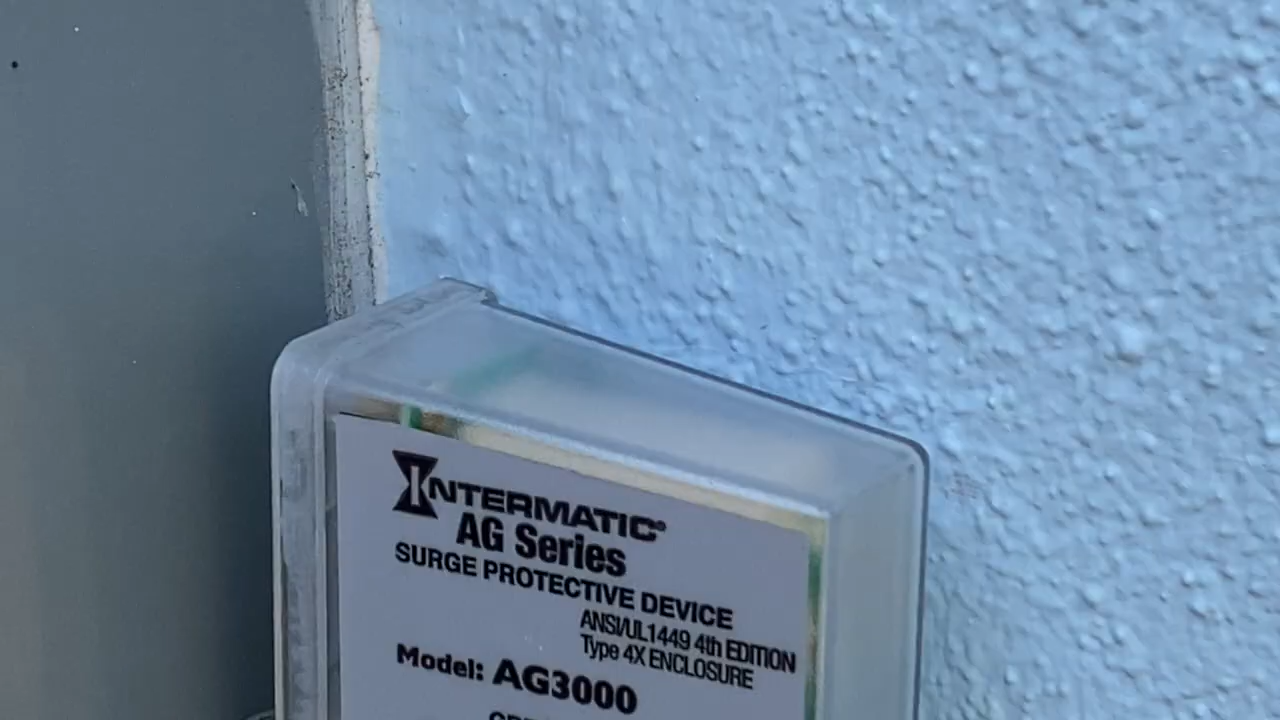 INTERMATIC®
AG Series
SURGE PROTECTIVE DEVICE
ANSI/UL1449 4th EDITION
Type 4X ENCLOSURE
Model: AG3000